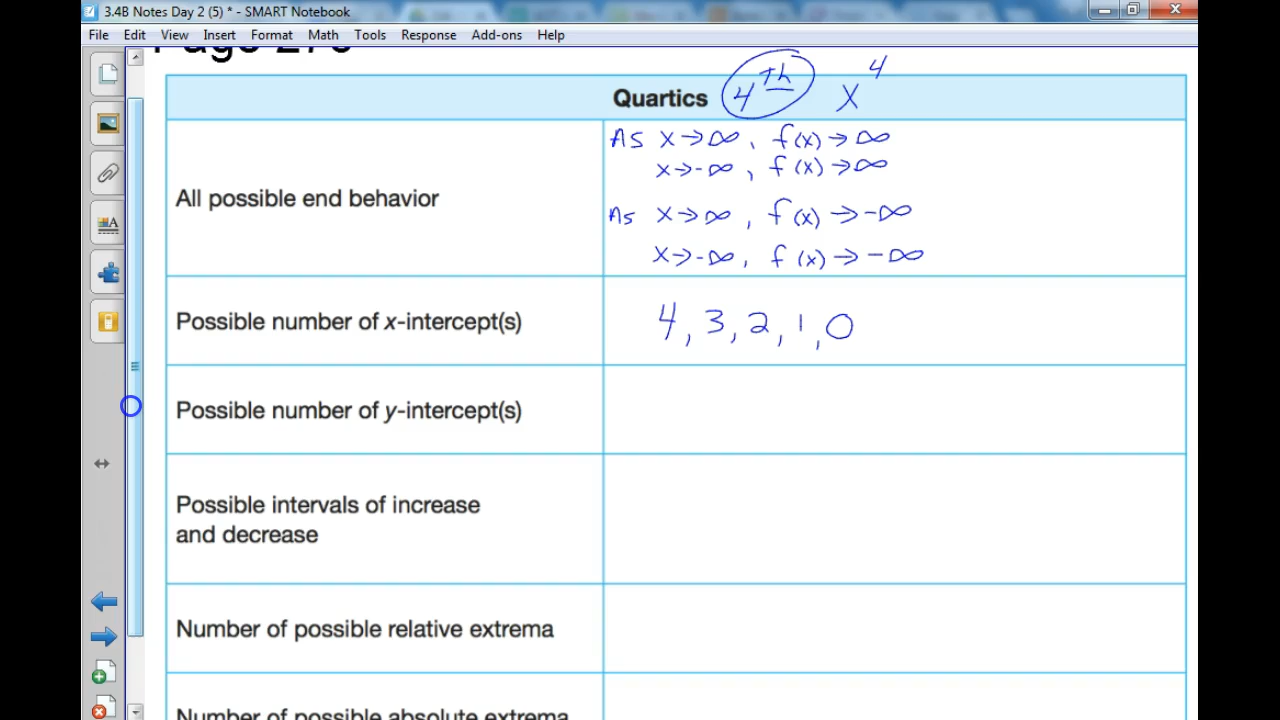 3.4B Notes Day 2 (5) * - SMART Notebook
File Edit View Insert Format Math Tools Response Add-ons Help
Quartics 4Th x⁴
All possible end behavior
As x→∞, f(x)→∞
x→-∞, f(x)→∞
As x→∞, f(x)→-∞
x→-∞, f(x)→-∞
Possible number of x-intercept(s)
4, 3, 2, 1, 0
Possible number of y-intercept(s)
Possible intervals of increase
and decrease
Number of possible relative extrema
Number of possible absolute extrema